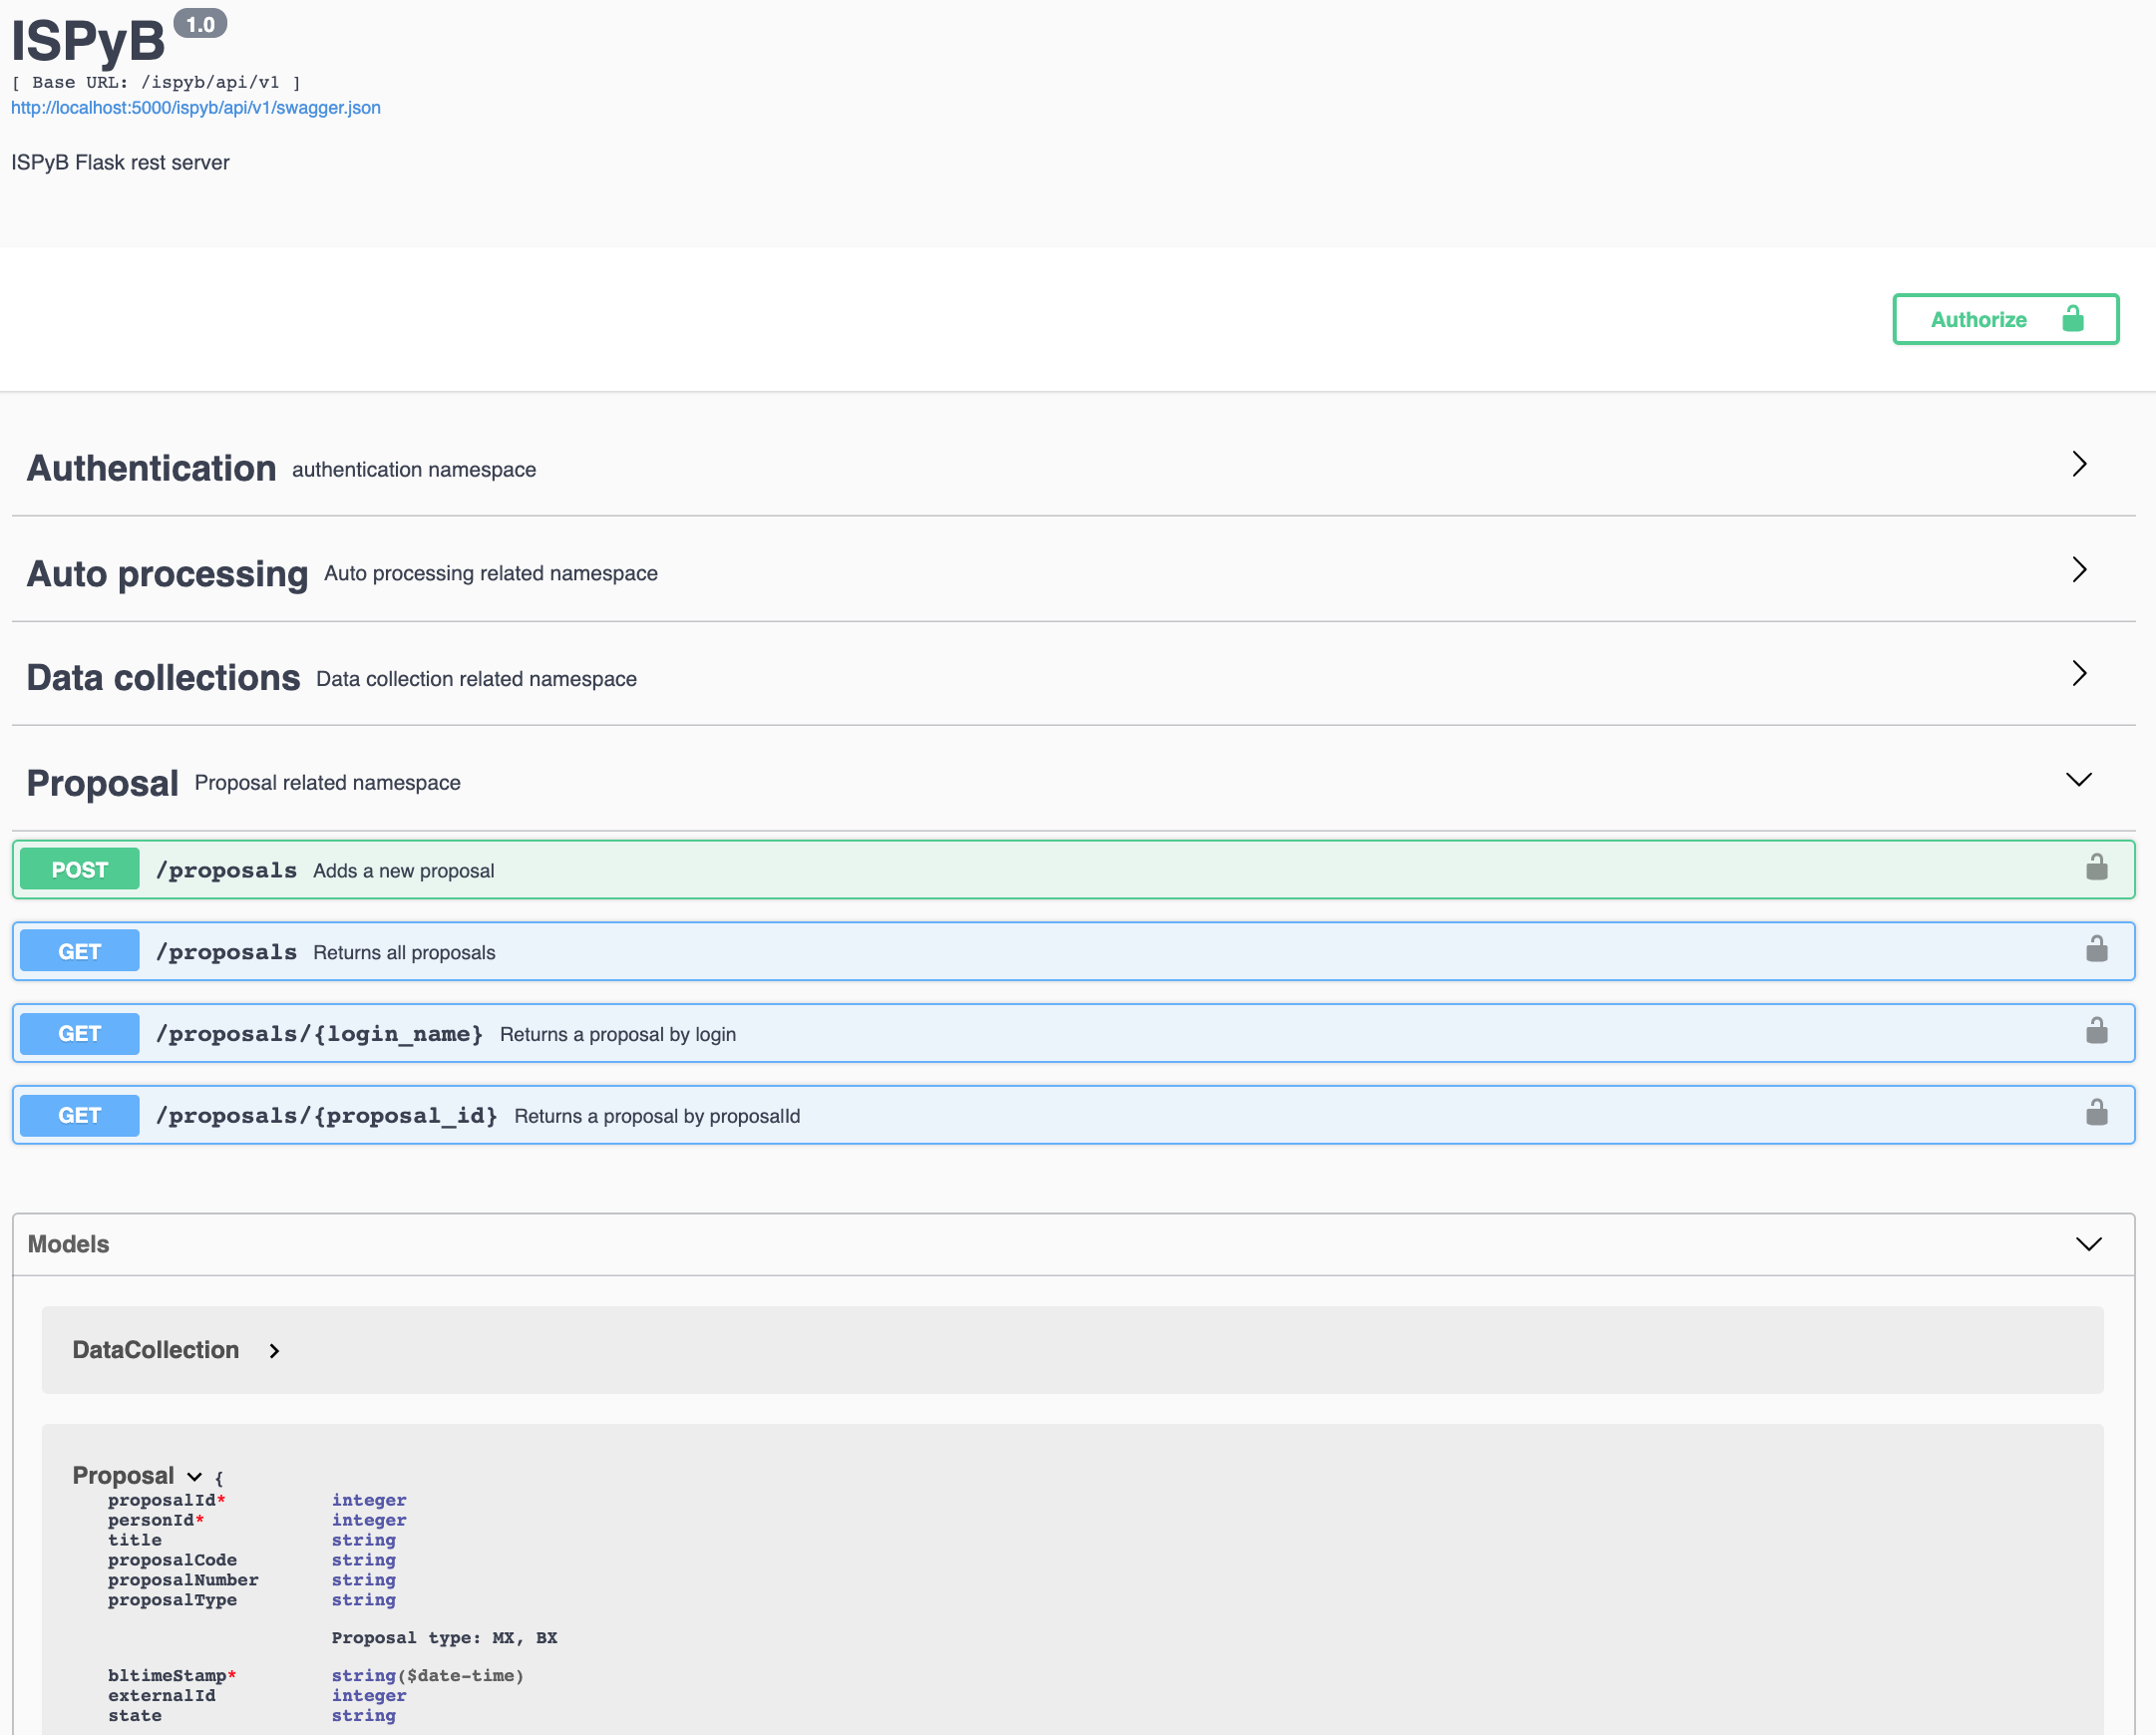 ISPyB 1.0
[ Base URL: /ispyb/api/v1 ]
http://localhost:5000/ispyb/api/v1/swagger.json
ISPyB Flask rest server
Authorize
Authentication authentication namespace
Auto processing Auto processing related namespace
Data collections Data collection related namespace
Proposal Proposal related namespace
POST /proposals Adds a new proposal
GET /proposals Returns all proposals
GET /proposals/{login_name} Returns a proposal by login
GET /proposals/{proposal_id} Returns a proposal by proposalId
Models
DataCollection
Proposal {
proposalId* integer
personId* integer
title string
proposalCode string
proposalNumber string
proposalType string
Proposal type: MX, BX
bltimeStamp* string($date-time)
externalId integer
state string